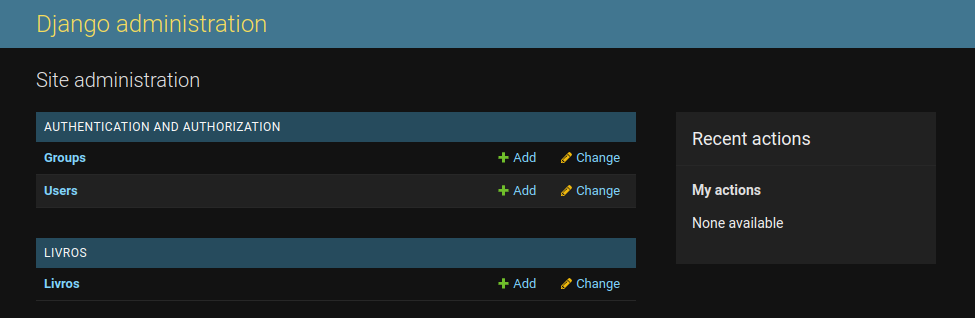 Django administration
Site administration
AUTHENTICATION AND AUTHORIZATION
Groups Add Change
Users Add Change
LIVROS
Livros Add Change
Recent actions
My actions
None available